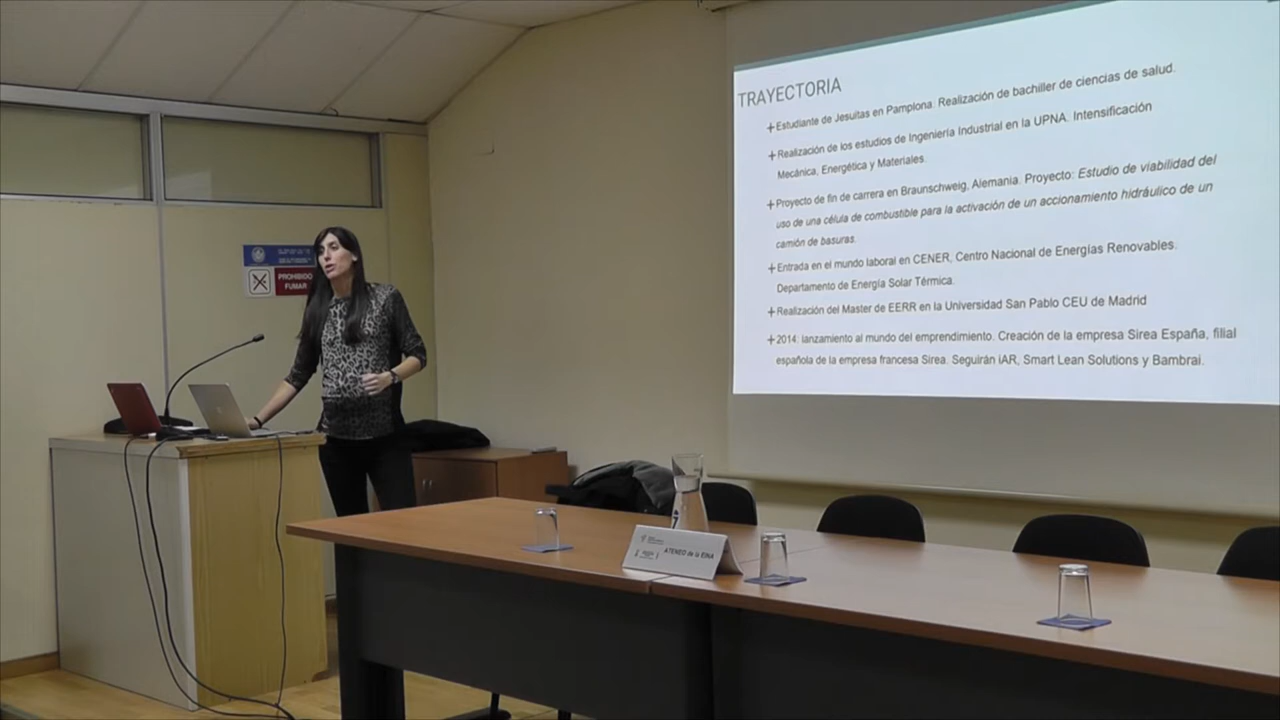 TRAYECTORIA
+Estudiante de Jesuitas en Pamplona. Realización de bachiller de ciencias de salud.
+Realización de los estudios de Ingeniería Industrial en la UPNA. Intensificación
Mecánica, Energética y Materiales.
+Proyecto de fin de carrera en Braunschweig, Alemania. Proyecto: Estudio de viabilidad del
uso de una célula de combustible para la activación de un accionamiento hidráulico de un
camión de basuras.
+Entrada en el mundo laboral en CENER, Centro Nacional de Energías Renovables.
Departamento de Energía Solar Térmica.
+Realización del Master de EERR en la Universidad San Pablo CEU de Madrid
+2014: lanzamiento al mundo del emprendimiento. Creación de la empresa Sirea España, filial
española de la empresa francesa Sirea. Seguirán iAR, Smart Lean Solutions y Bambrai.
PROHIBIDO
FUMAR
ATENEO de la EINA